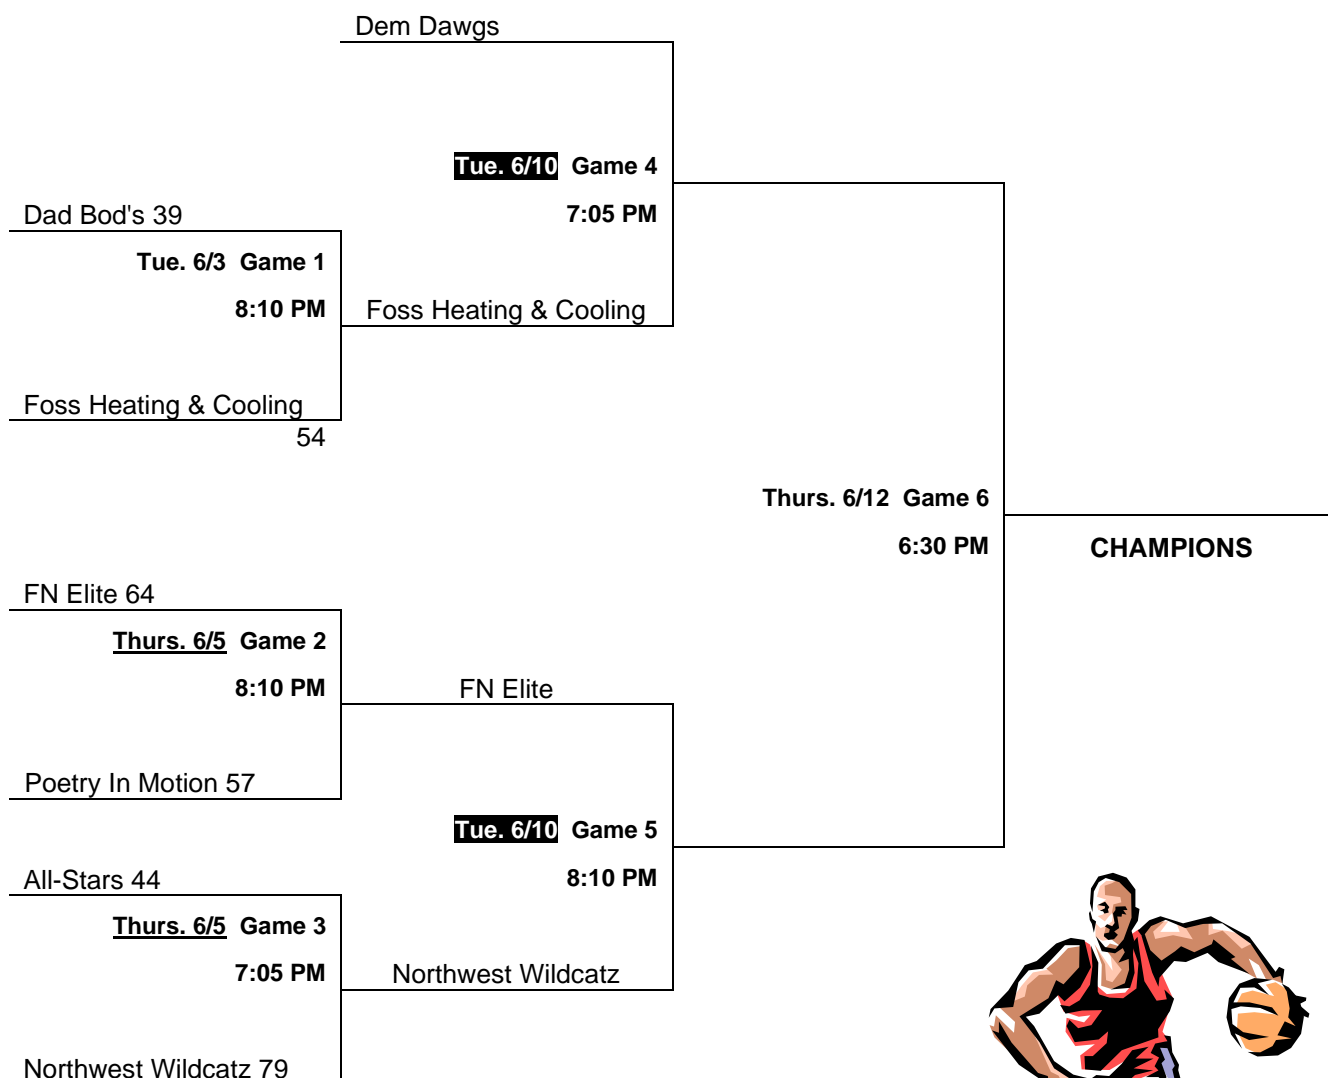 Dem Dawgs
Tue. 6/10 Game 4
7:05 PM
Dad Bod's 39
Tue. 6/3 Game 1
8:10 PM
Foss Heating & Cooling
Foss Heating & Cooling
54
Thurs. 6/12 Game 6
6:30 PM
CHAMPIONS
FN Elite 64
Thurs. 6/5 Game 2
8:10 PM
FN Elite
Poetry In Motion 57
Tue. 6/10 Game 5
8:10 PM
All-Stars 44
Thurs. 6/5 Game 3
7:05 PM
Northwest Wildcatz
Northwest Wildcatz 79